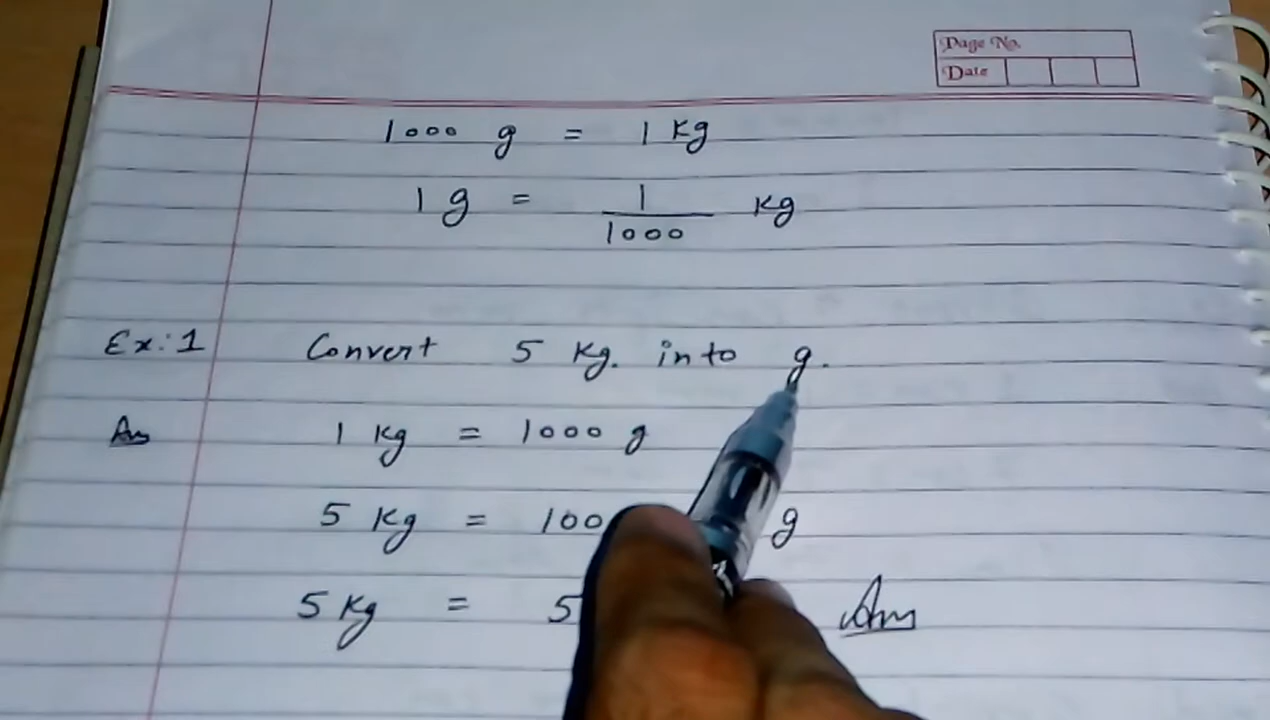 Page No.
Date
1000 g = 1 Kg
1 g = 1/1000 Kg
Ex:1 Convert 5 Kg. into g.
Ans 1 Kg = 1000 g
5 Kg = 100 g
5 Kg = 5 Ans